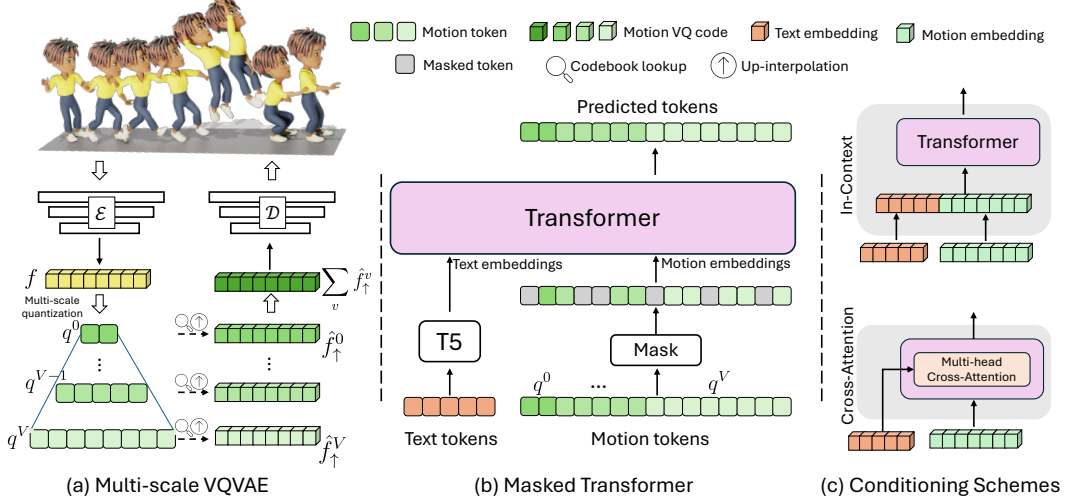 Motion token
Motion VQ code
Text embedding
Motion embedding
Masked token
Codebook lookup
Up-interpolation
Predicted tokens
Transformer
Text embeddings
Motion embeddings
T5
Mask
q^0 ... q^V
Text tokens
Motion tokens
ℰ
𝒟
f
Multi-scale
quantization
∑_v f̂_↑^v
q^0
f̂_↑^0
⋮
⋮
q^{V-1}
q^V
f̂_↑^V
In-Context
Transformer
Cross-Attention
Multi-head
Cross-Attention
(a) Multi-scale VQVAE
(b) Masked Transformer
(c) Conditioning Schemes